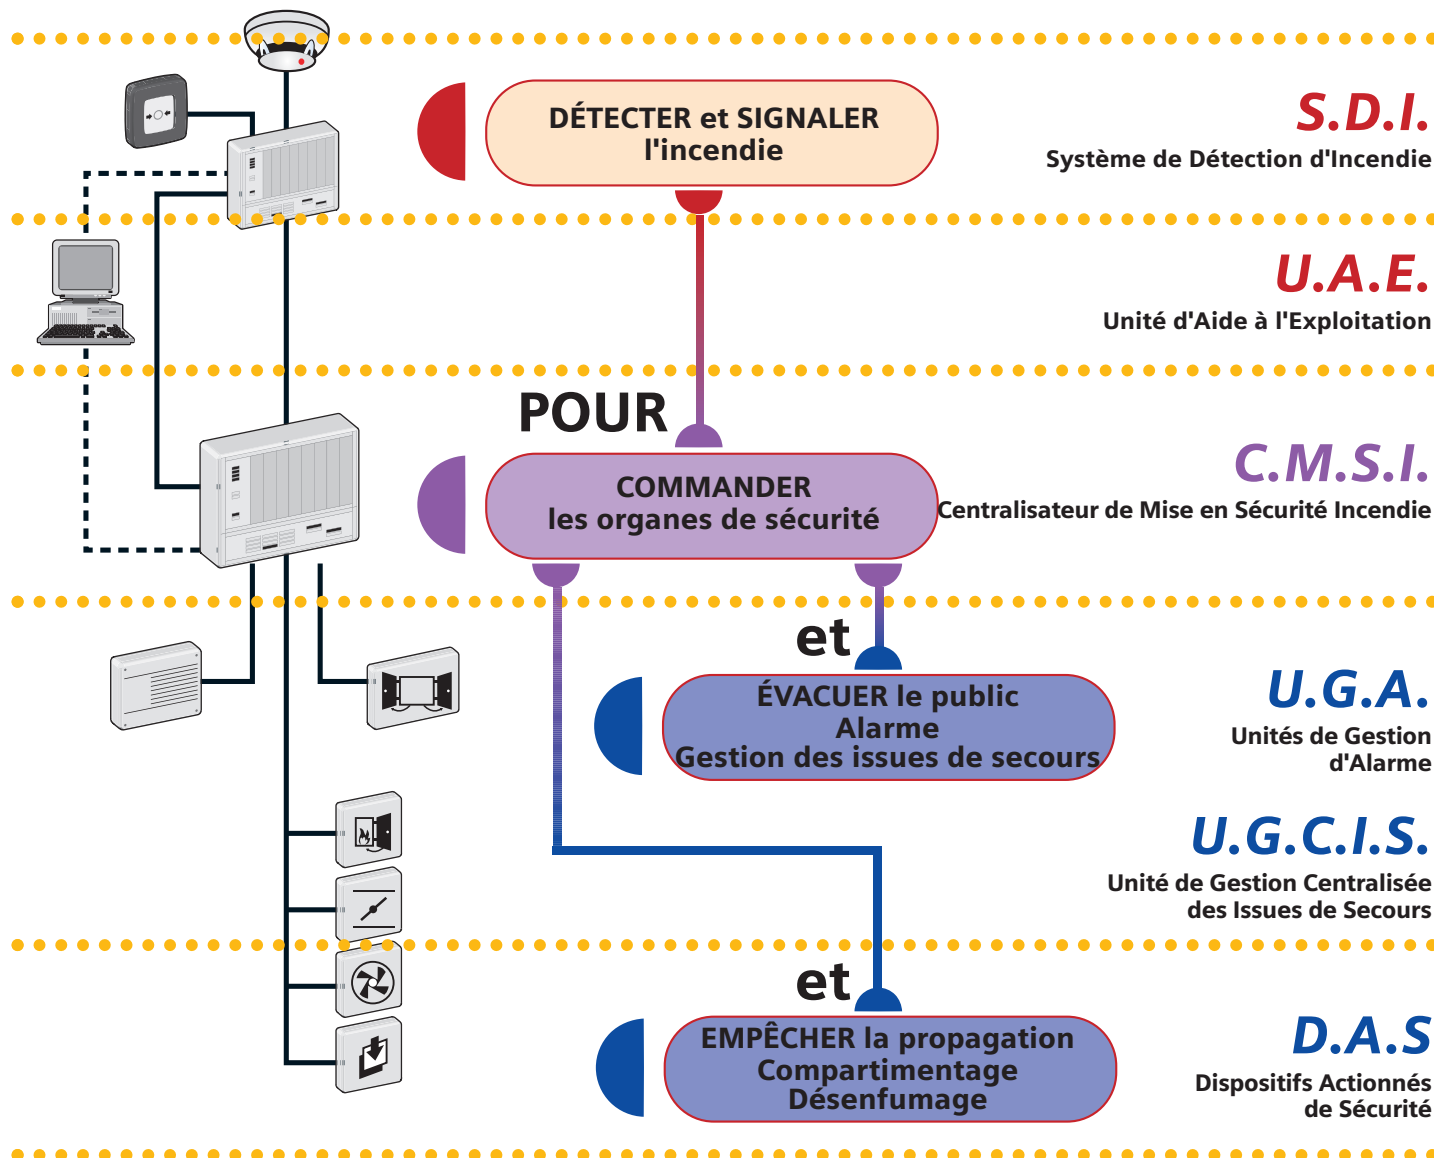 DÉTECTER et SIGNALER
l'incendie
S.D.I.
Système de Détection d'Incendie
U.A.E.
Unité d'Aide à l'Exploitation
POUR
COMMANDER
les organes de sécurité
C.M.S.I.
Centralisateur de Mise en Sécurité Incendie
et
ÉVACUER le public
Alarme
Gestion des issues de secours
U.G.A.
Unités de Gestion
d'Alarme
U.G.C.I.S.
Unité de Gestion Centralisée
des Issues de Secours
et
EMPÊCHER la propagation
Compartimentage
Désenfumage
D.A.S
Dispositifs Actionnés
de Sécurité